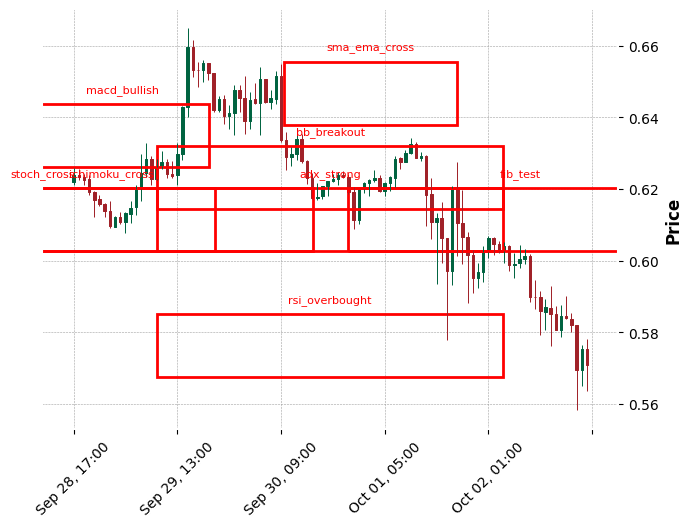 sma_ema_cross
0.66
macd_bullish
0.64
bb_breakout
stoch_cross
ichimoku_cross
adx_strong
fib_test
0.62
Price
0.60
rsi_overbought
0.58
0.56
Sep 28, 17:00
Sep 29, 13:00
Sep 30, 09:00
Oct 01, 05:00
Oct 02, 01:00